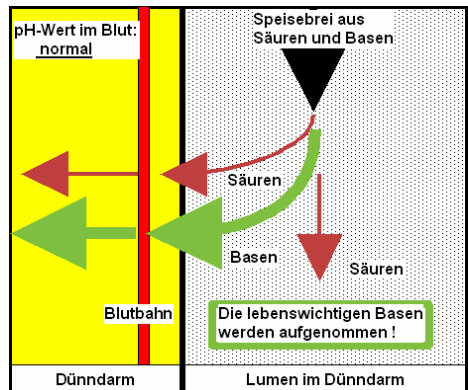 pH-Wert im Blut:
normal
Speisebrei aus
Säuren und Basen
Säuren
Basen
Säuren
Blutbahn
Die lebenswichtigen Basen
werden aufgenommen !
Dünndarm
Lumen im Dünndarm